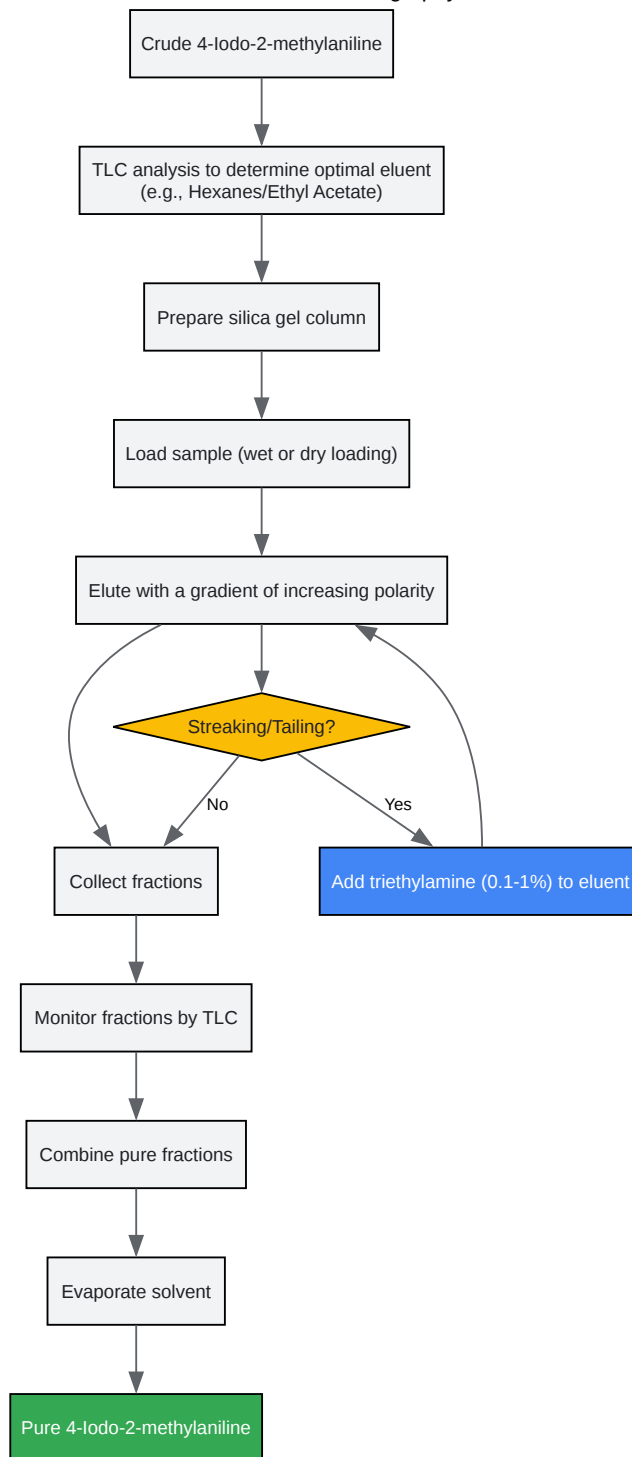 Crude 4-Iodo-2-methylaniline
TLC analysis to determine optimal eluent
(e.g., Hexanes/Ethyl Acetate)
Prepare silica gel column
Load sample (wet or dry loading)
Elute with a gradient of increasing polarity
Streaking/Tailing?
No
Yes
Collect fractions
Add triethylamine (0.1-1%) to eluent
Monitor fractions by TLC
Combine pure fractions
Evaporate solvent
Pure 4-Iodo-2-methylaniline